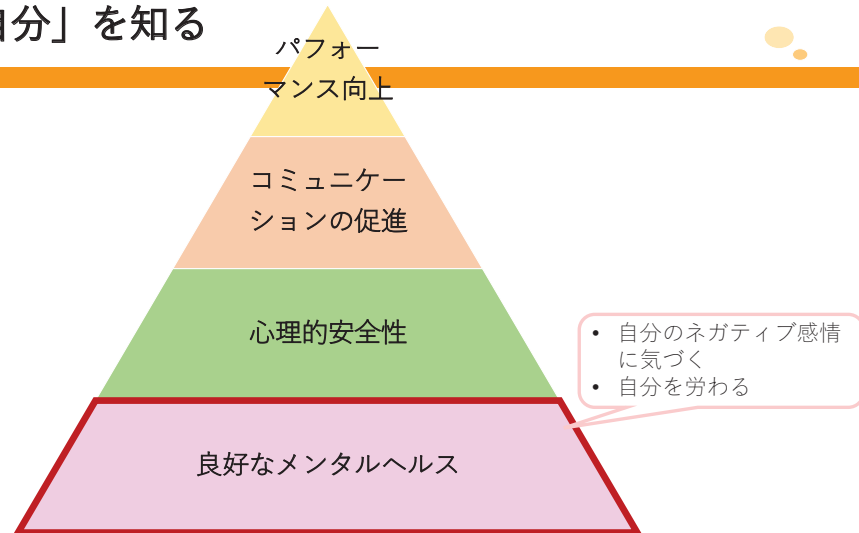 自分」を知る
パフォー
マンス向上
コミュニケー
ションの促進
心理的安全性
• 自分のネガティブ感情
に気づく
• 自分を労わる
良好なメンタルヘルス